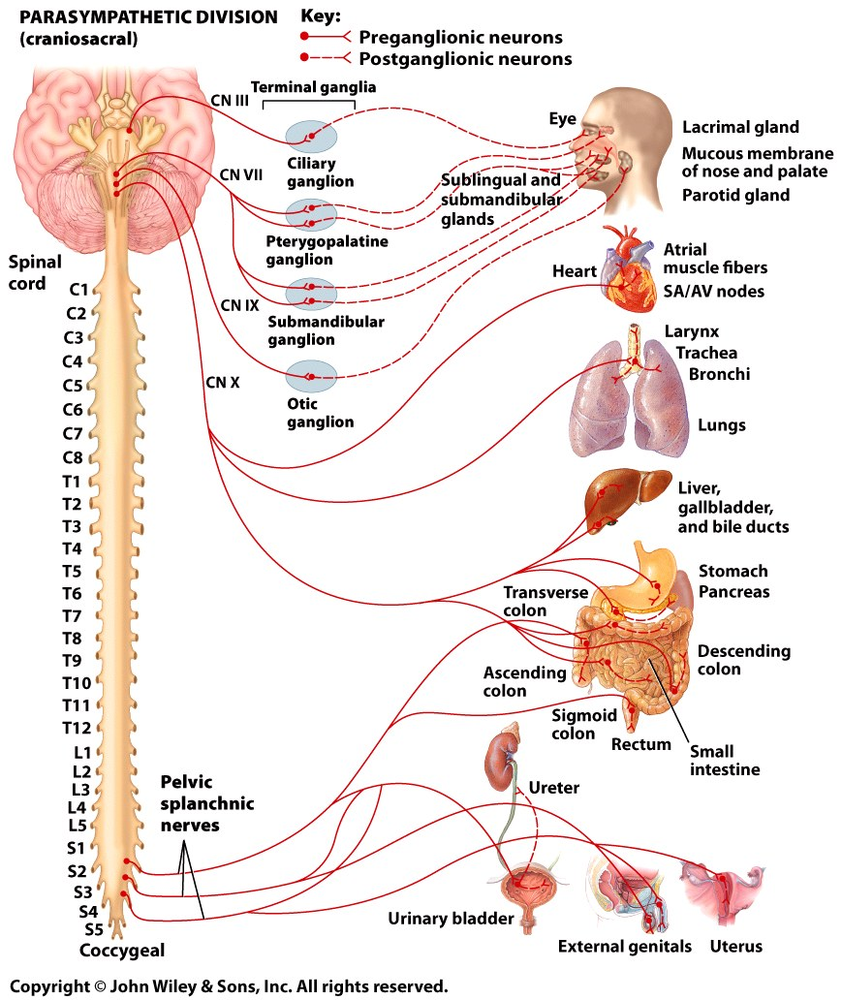 PARASYMPATHETIC DIVISION
(craniosacral)
Key:
Preganglionic neurons
Postganglionic neurons
CN III
Terminal ganglia
Eye
Lacrimal gland
Ciliary
ganglion
CN VII
Mucous membrane
of nose and palate
Sublingual and
submandibular
glands
Parotid gland
Pterygopalatine
ganglion
Spinal
cord
Heart
Atrial
muscle fibers
SA/AV nodes
CN IX
Submandibular
ganglion
Larynx
Trachea
Bronchi
CN X
Otic
ganglion
Lungs
C1
C2
C3
C4
C5
C6
C7
C8
T1
T2
T3
T4
T5
T6
T7
T8
T9
T10
T11
T12
L1
L2
L3
L4
L5
S1
S2
S3
S4
S5
Coccygeal
Liver,
gallbladder,
and bile ducts
Stomach
Pancreas
Transverse
colon
Descending
colon
Ascending
colon
Sigmoid
colon
Rectum
Small
intestine
Pelvic
splanchnic
nerves
Ureter
Urinary bladder
External genitals
Uterus
Copyright © John Wiley & Sons, Inc. All rights reserved.